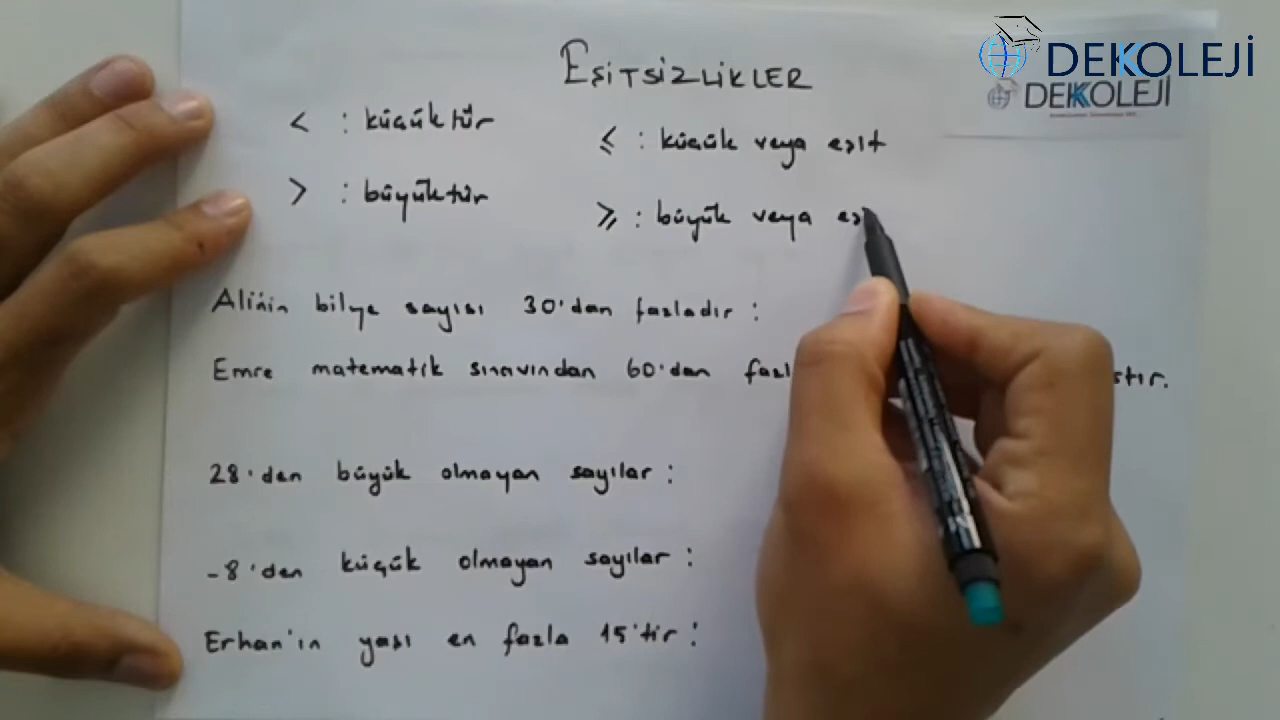 DEKKOLEJİ
DEKKOLEJİ
EŞİTSİZLİKLER
< : küçüktür
≤ : küçük veya eşit
> : büyüktür
≥ : büyük veya
Ali'nin bilye sayısı 30'dan fazladır :
Emre matematik sınavından 60'dan
28'den büyük olmayan sayılar :
-8'den küçük olmayan sayılar :
Erhan'ın yaşı en fazla 15'tir :